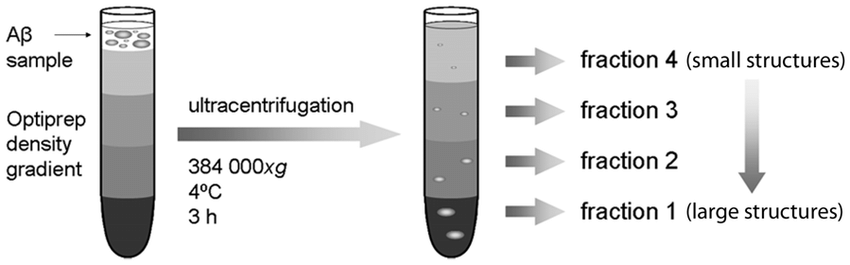 Aβ
sample
Optiprep
density
gradient
ultracentrifugation
384 000xg
4ºC
3 h
fraction 4 (small structures)
fraction 3
fraction 2
fraction 1 (large structures)